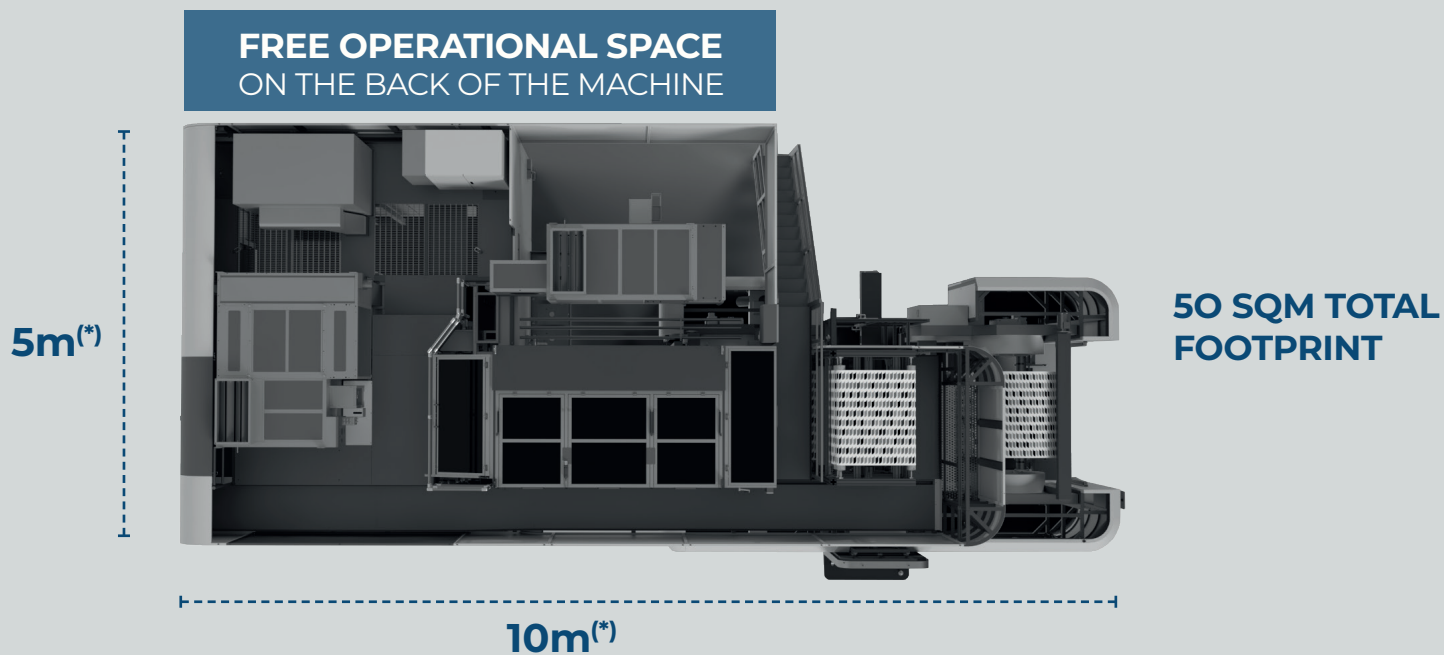 FREE OPERATIONAL SPACE
ON THE BACK OF THE MACHINE
5m(*)
50 SQM TOTAL
FOOTPRINT
10m(*)